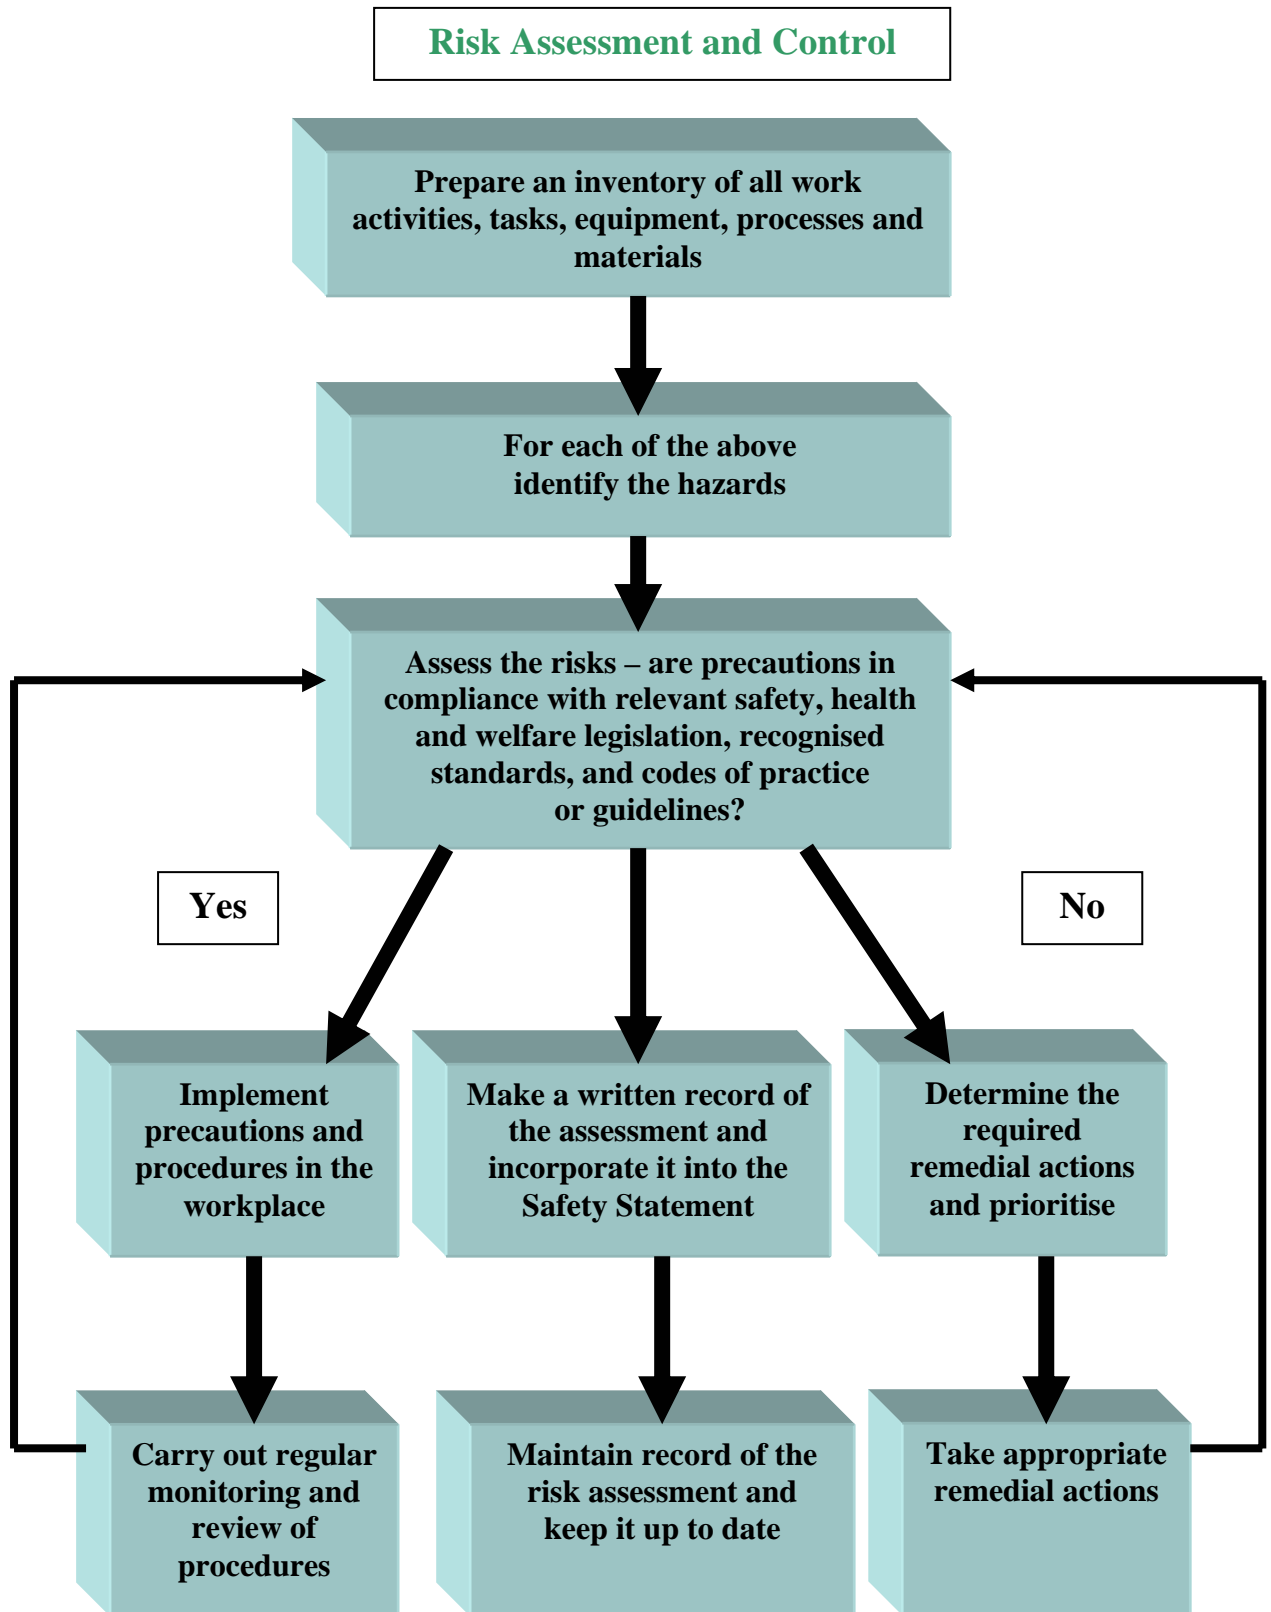 Risk Assessment and Control
Prepare an inventory of all work
activities, tasks, equipment, processes and
materials
For each of the above
identify the hazards
Assess the risks – are precautions in
compliance with relevant safety, health
and welfare legislation, recognised
standards, and codes of practice
or guidelines?
Yes
No
Implement
precautions and
procedures in the
workplace
Make a written record of
the assessment and
incorporate it into the
Safety Statement
Determine the
required
remedial actions
and prioritise
Carry out regular
monitoring and
review of
procedures
Maintain record of the
risk assessment and
keep it up to date
Take appropriate
remedial actions